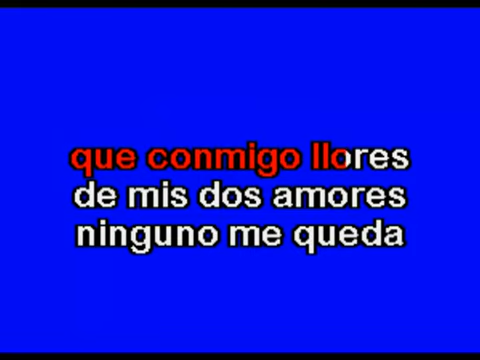 que conmigo llores
de mis dos amores
ninguno me queda